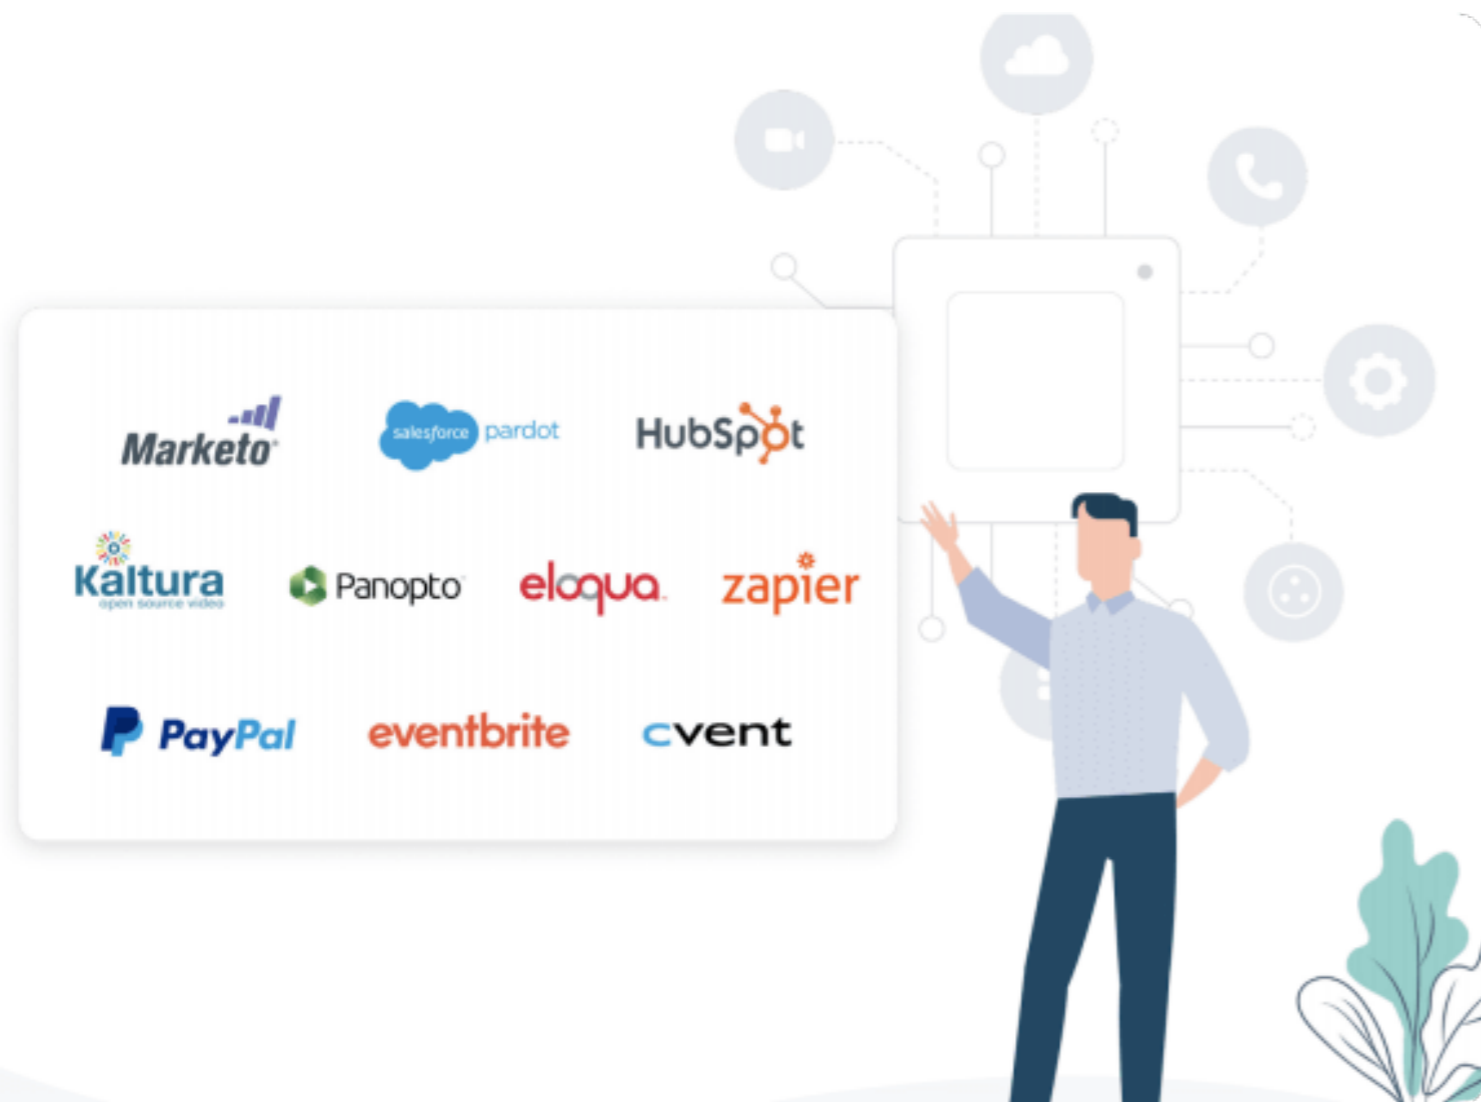 Marketo
salesforce pardot
HubSpot
Kaltura
open source video
Panopto
eloqua
zapier
PayPal
eventbrite
cvent